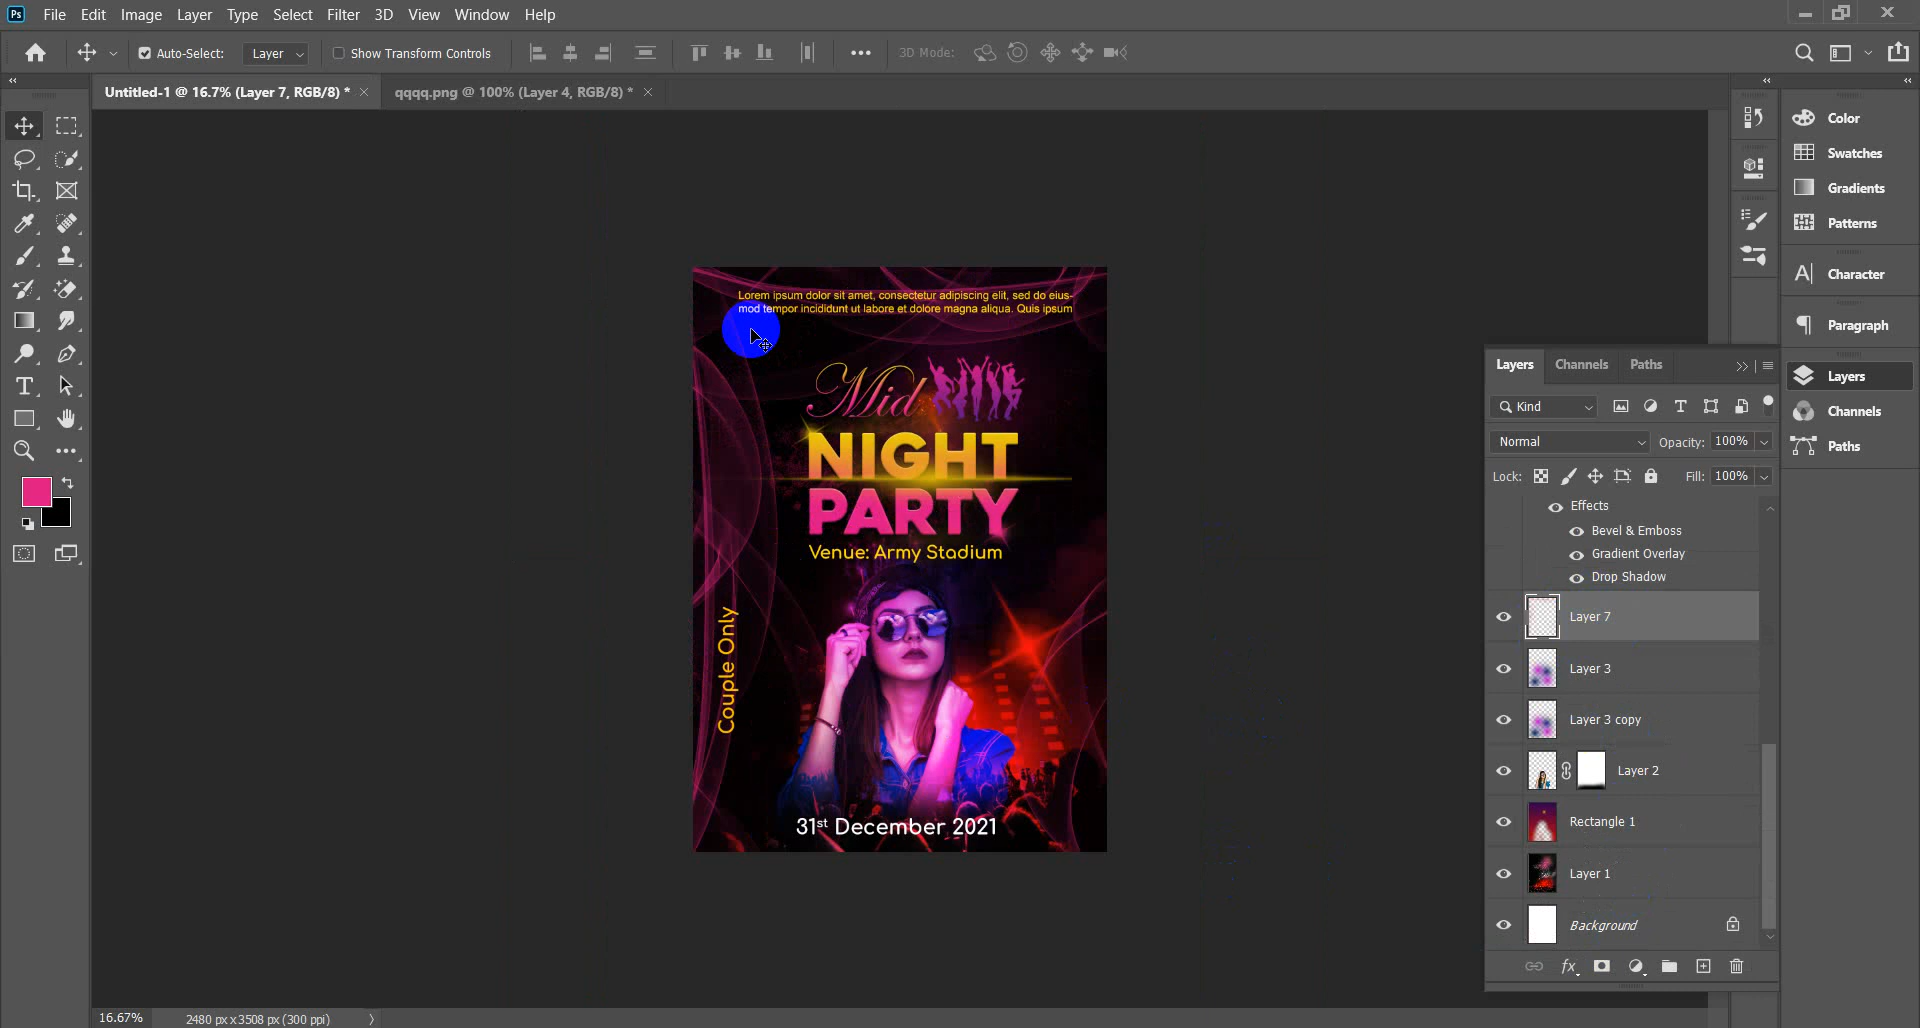 Ps File Edit Image Layer Type Select Filter 3D View Window Help
Auto-Select: Layer Show Transform Controls 3D Mode:
Untitled-1 @ 16.7% (Layer 7, RGB/8) * qqqq.png @ 100% (Layer 4, RGB/8) *
Lorem ipsum dolor sit amet, consectetur adipiscing elit, sed do eius-
mod tempor incididunt ut labore et dolore magna aliqua. Quis ipsum
Mid
NIGHT
PARTY
Venue: Army Stadium
Couple Only
31st December 2021
Color
Swatches
Gradients
Patterns
Character
Paragraph
Layers
Channels
Paths
Layers Channels Paths
Kind
Normal Opacity: 100%
Lock: Fill: 100%
Effects
Bevel & Emboss
Gradient Overlay
Drop Shadow
Layer 7
Layer 3
Layer 3 copy
Layer 2
Rectangle 1
Layer 1
Background
fx
16.67% 2480 px x 3508 px (300 ppi)